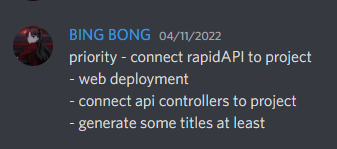 BING BONG 04/11/2022
priority - connect rapidAPI to project
- web deployment
- connect api controllers to project
- generate some titles at least